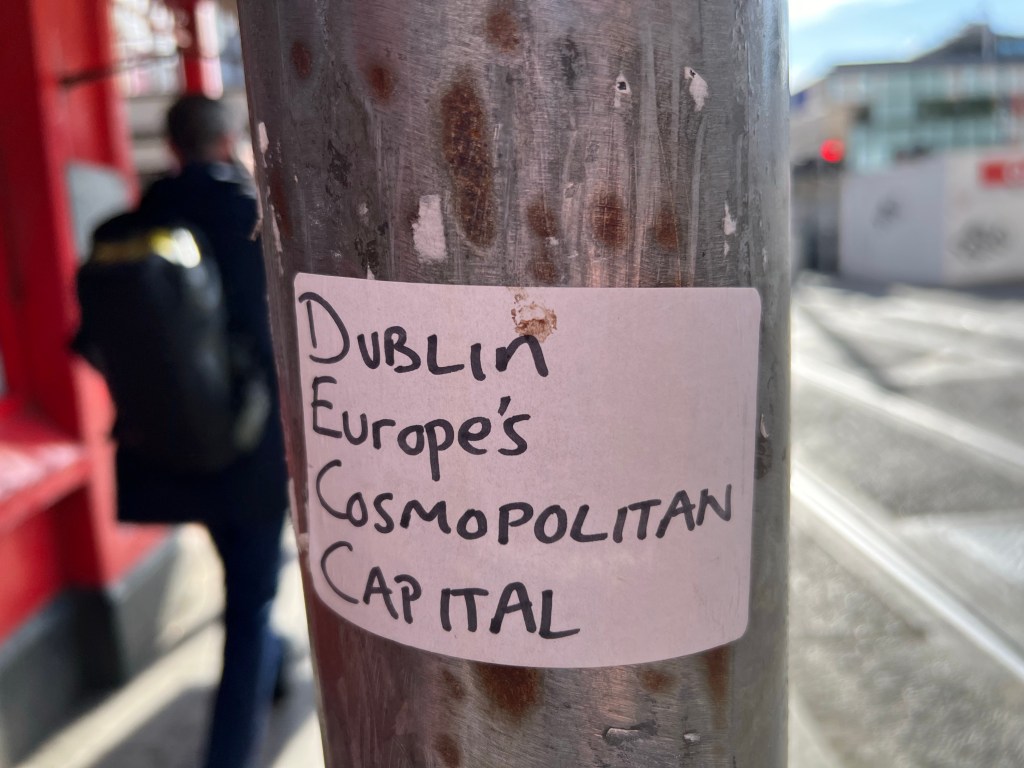 Dublin
Europe's
Cosmopolitan
Capital